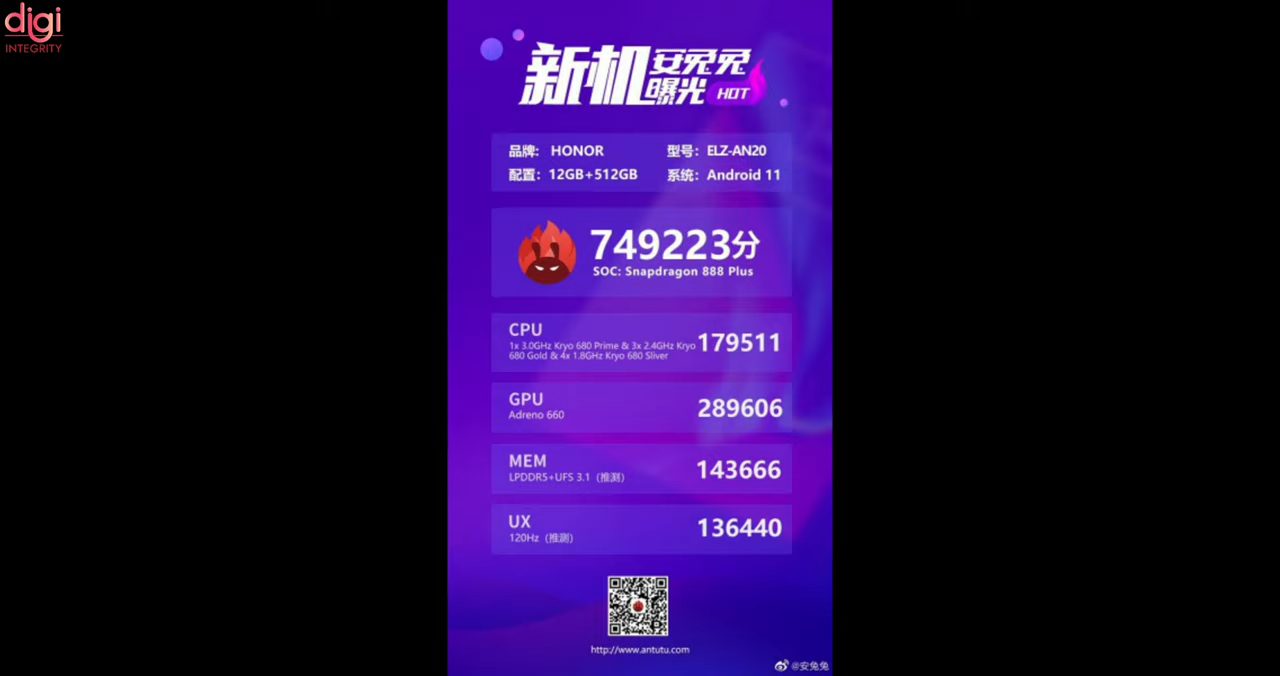 digi
INTEGRITY
新机 安兔兔
曝光 HOT
品牌: HONOR 型号: ELZ-AN20
配置: 12GB+512GB 系统: Android 11
749223分
SOC: Snapdragon 888 Plus
CPU
1x 3.0GHz Kryo 680 Prime & 3x 2.4GHz Kryo
680 Gold & 4x 1.8GHz Kryo 680 Sliver
179511
GPU
Adreno 660
289606
MEM
LPDDR5+UFS 3.1 (推测)
143666
UX
120Hz (推测)
136440
http://www.antutu.com
@安兔兔